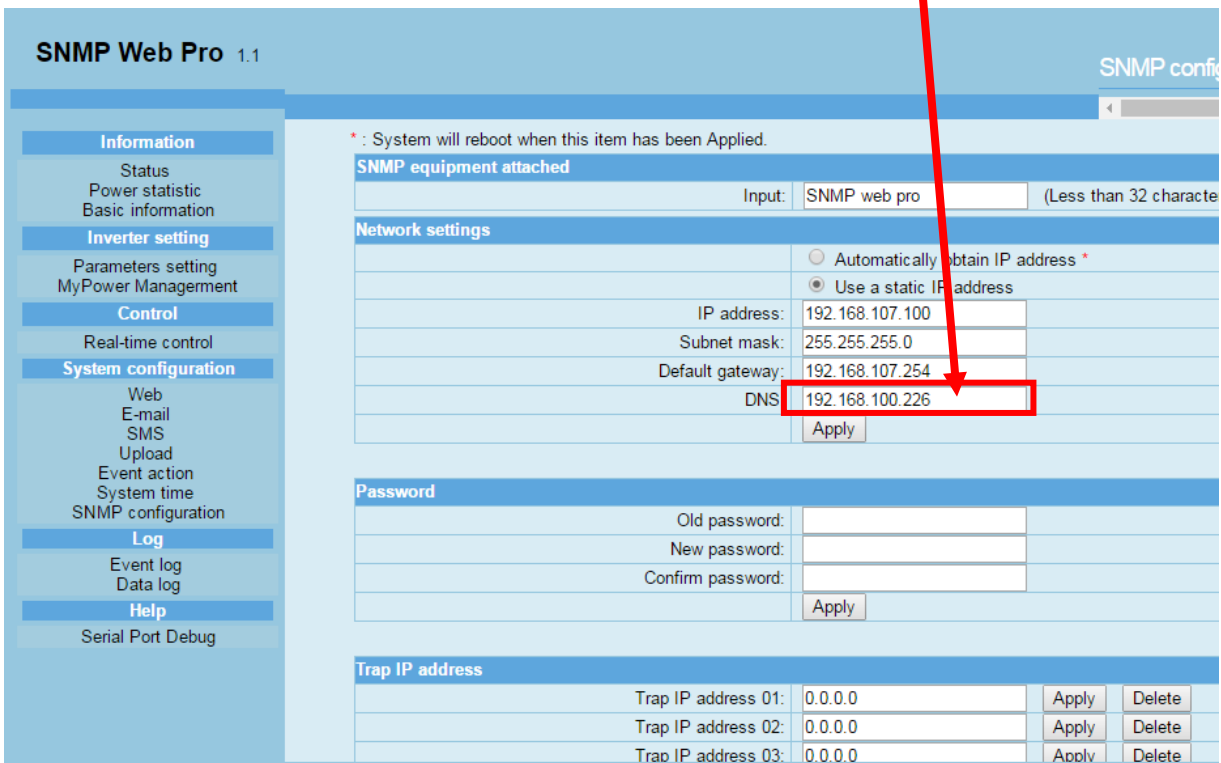 SNMP Web Pro 1.1
SNMP config
Information
Status
Power statistic
Basic information
Inverter setting
Parameters setting
MyPower Managerment
Control
Real-time control
System configuration
Web
E-mail
SMS
Upload
Event action
System time
SNMP configuration
Log
Event log
Data log
Help
Serial Port Debug
* : System will reboot when this item has been Applied.
SNMP equipment attached
Input: SNMP web pro (Less than 32 character
Network settings
Automatically obtain IP address *
Use a static IP address
IP address: 192.168.107.100
Subnet mask: 255.255.255.0
Default gateway: 192.168.107.254
DNS 192.168.100.226
Apply
Password
Old password:
New password:
Confirm password:
Apply
Trap IP address
Trap IP address 01: 0.0.0.0 Apply Delete
Trap IP address 02: 0.0.0.0 Apply Delete
Trap IP address 03: 0.0.0.0 Apply Delete